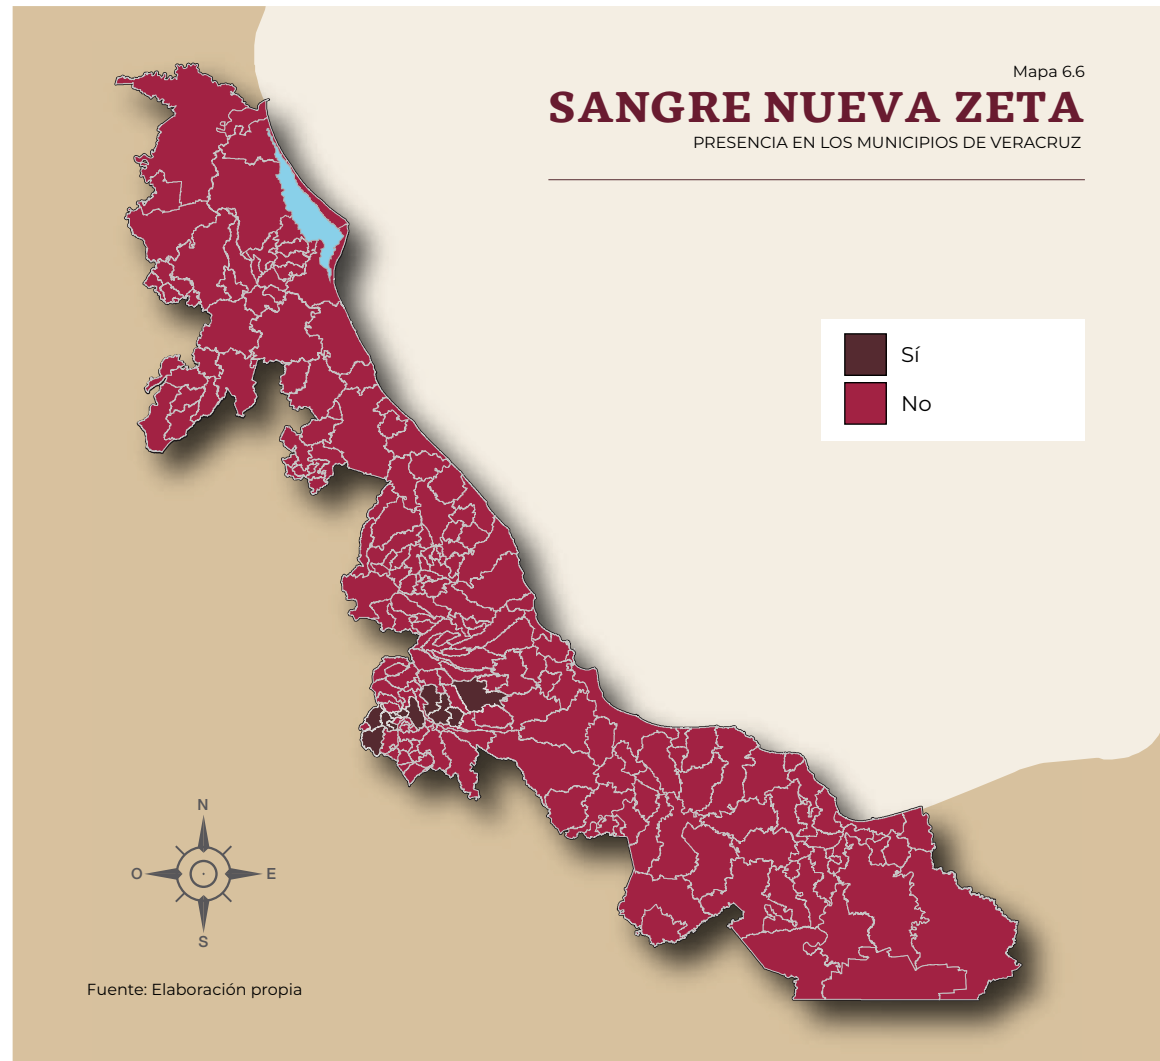 Mapa 6.6
SANGRE NUEVA ZETA
PRESENCIA EN LOS MUNICIPIOS DE VERACRUZ
Sí
No
N
O
E
S
Fuente: Elaboración propia